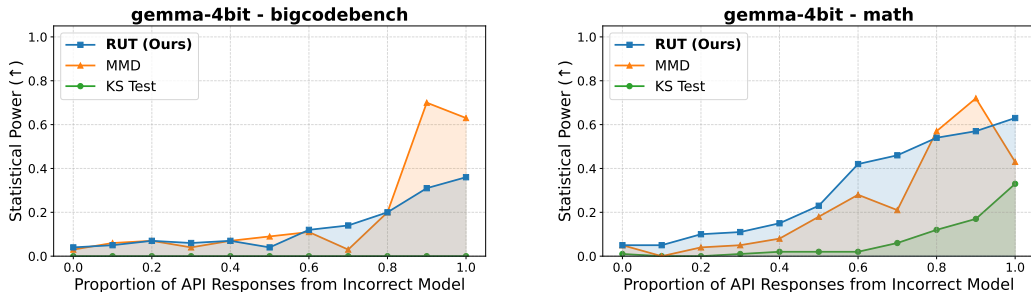 gemma-4bit - bigcodebench
Statistical Power (↑)
1.0
0.8
0.6
0.4
0.2
0.0
RUT (Ours)
MMD
KS Test
0.0 0.2 0.4 0.6 0.8 1.0
Proportion of API Responses from Incorrect Model
gemma-4bit - math
Statistical Power (↑)
1.0
0.8
0.6
0.4
0.2
0.0
RUT (Ours)
MMD
KS Test
0.0 0.2 0.4 0.6 0.8 1.0
Proportion of API Responses from Incorrect Model